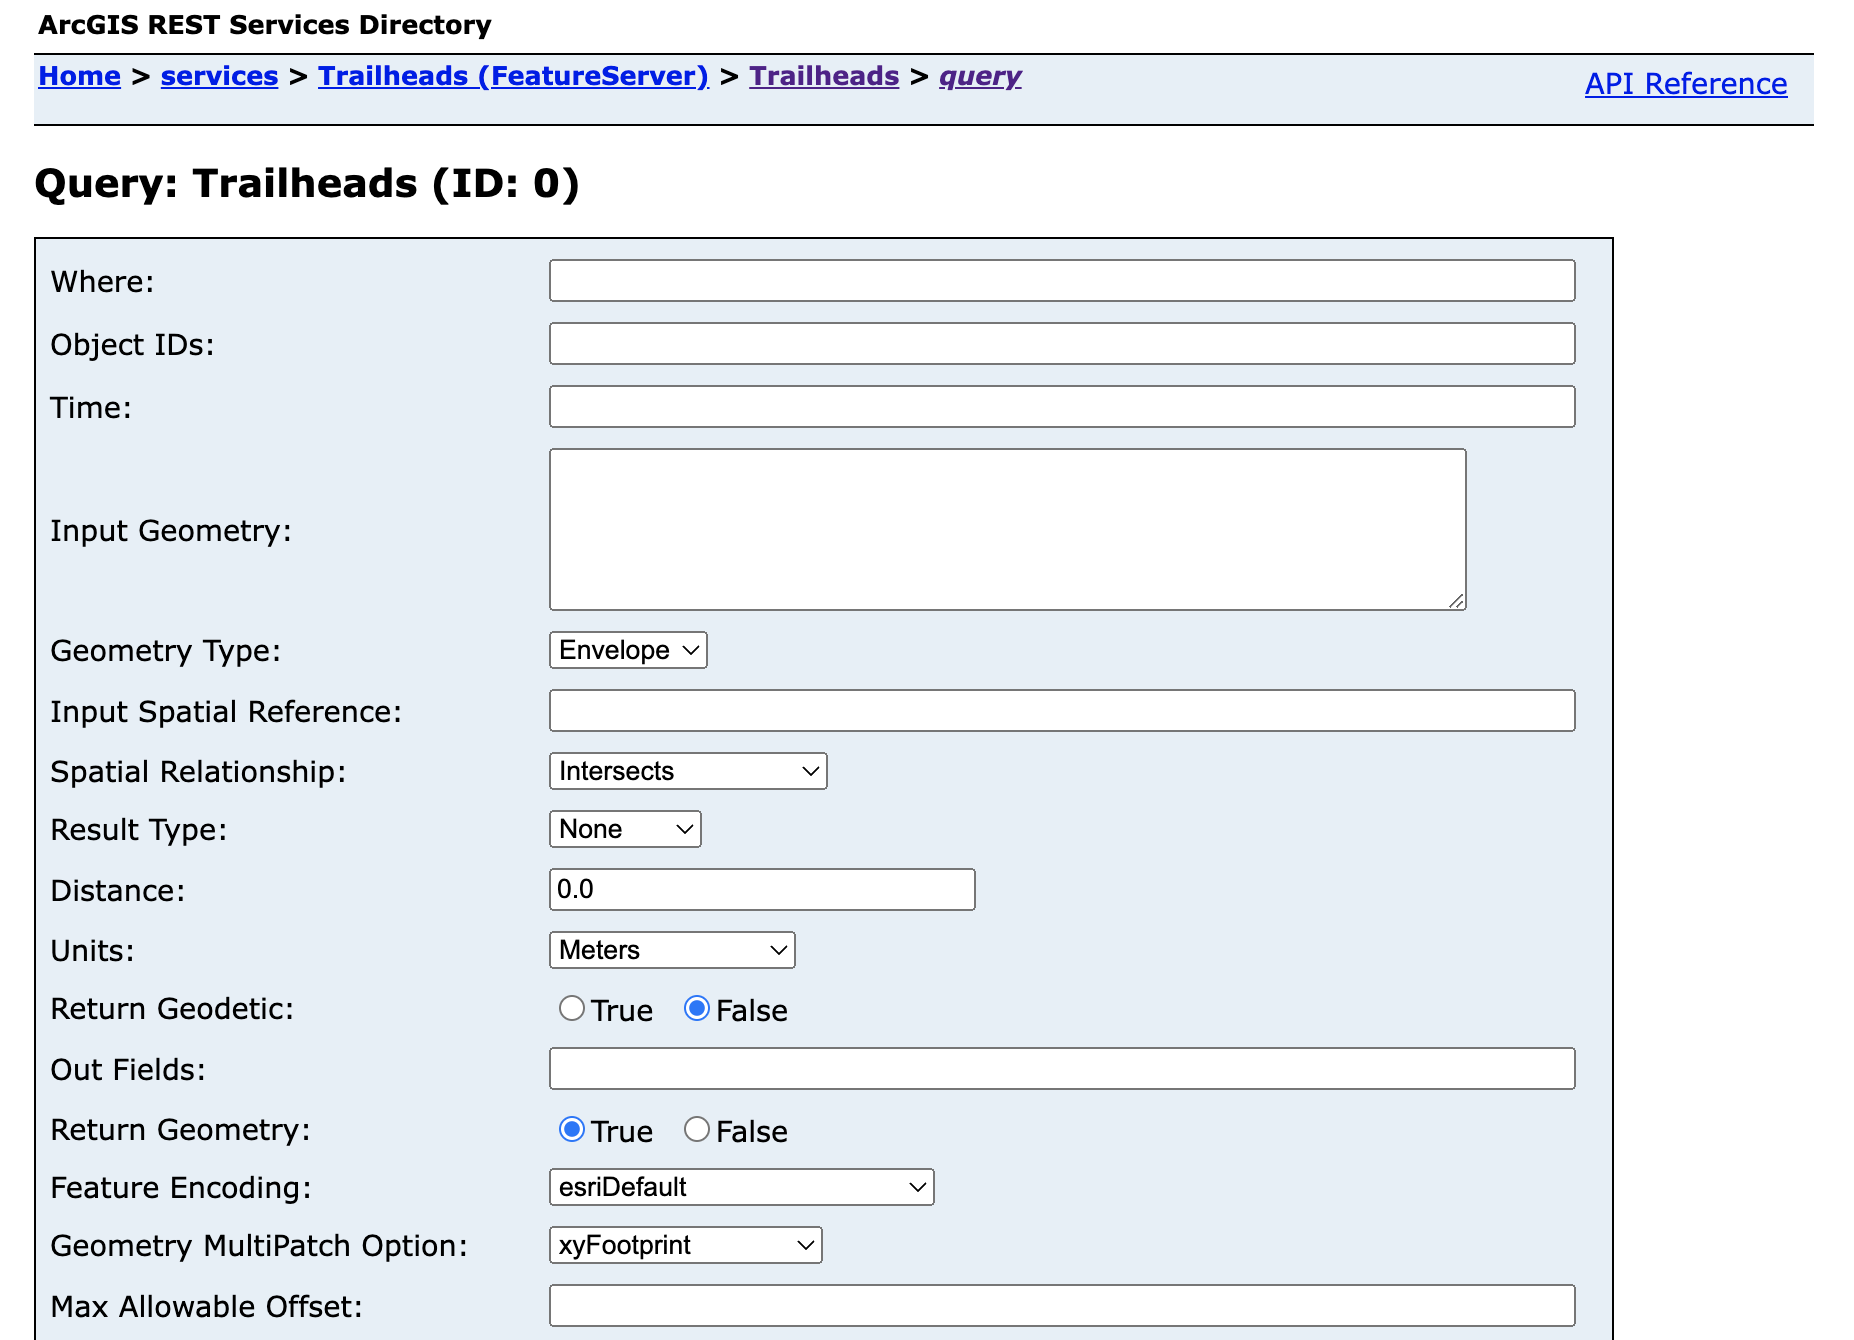 ArcGIS REST Services Directory
Home > services > Trailheads (FeatureServer) > Trailheads > query
API Reference
Query: Trailheads (ID: 0)
Where:
Object IDs:
Time:
Input Geometry:
Geometry Type: Envelope
Input Spatial Reference:
Spatial Relationship: Intersects
Result Type: None
Distance: 0.0
Units: Meters
Return Geodetic: True False
Out Fields:
Return Geometry: True False
Feature Encoding: esriDefault
Geometry MultiPatch Option: xyFootprint
Max Allowable Offset: